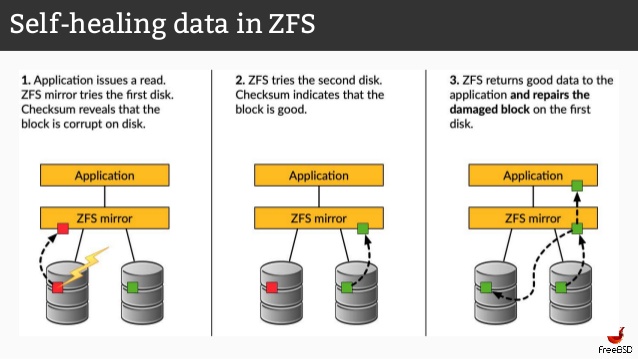 Self-healing data in ZFS
1. Application issues a read.
ZFS mirror tries the first disk.
Checksum reveals that the
block is corrupt on disk.
2. ZFS tries the second disk.
Checksum indicates that the
block is good.
3. ZFS returns good data to the
application and repairs the
damaged block on the first
disk.
Application
ZFS mirror
Application
ZFS mirror
Application
ZFS mirror
FreeBSD